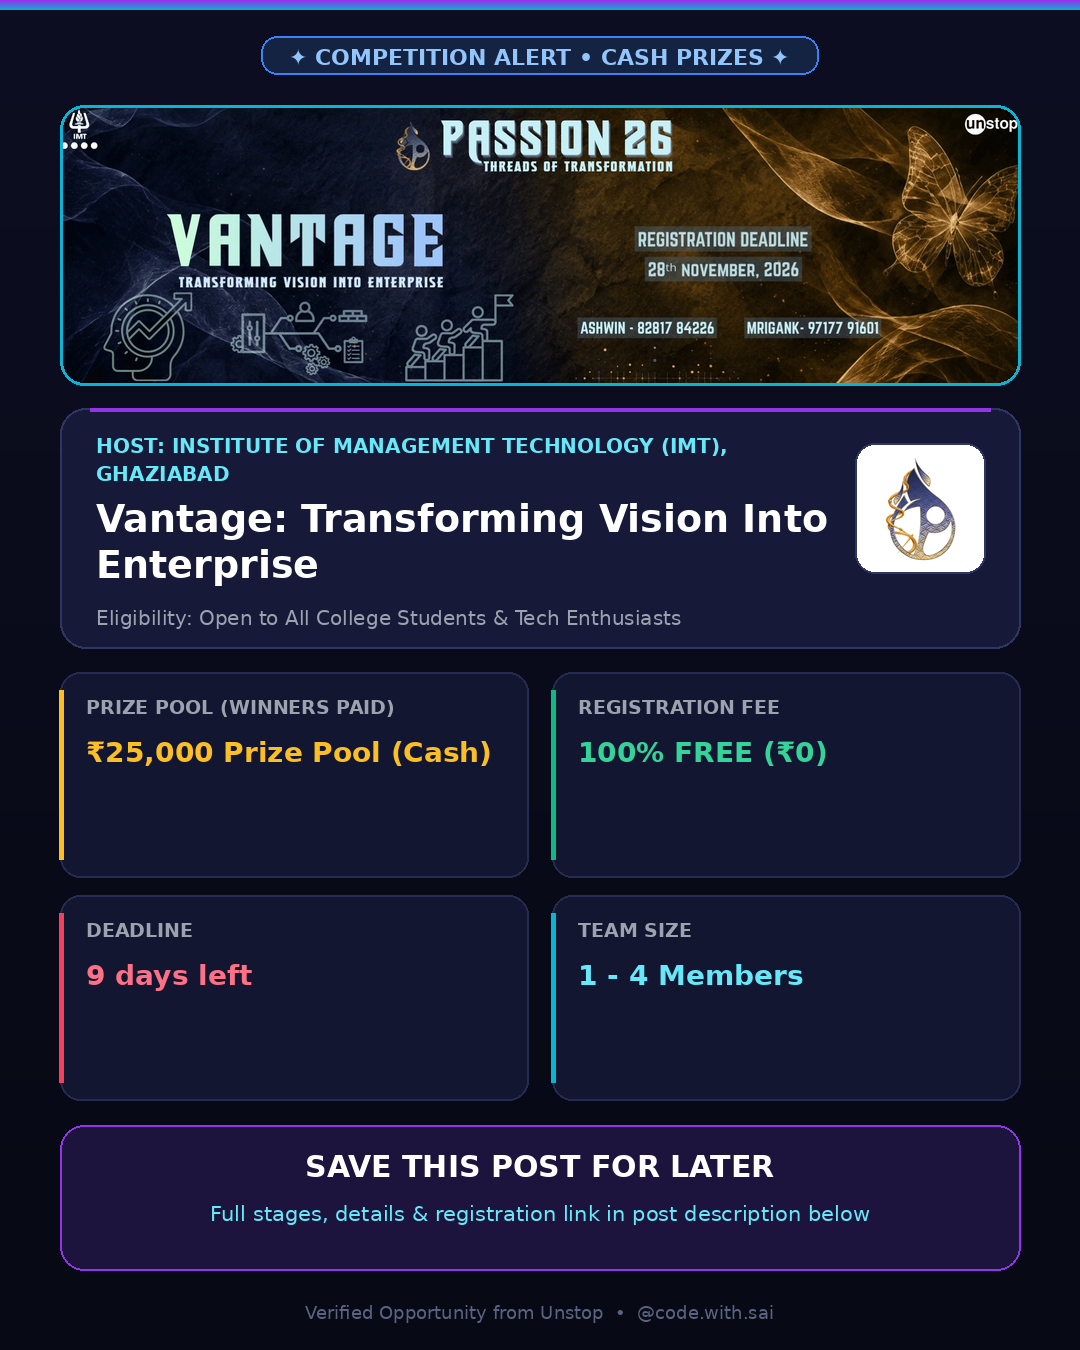 ✦ COMPETITION ALERT • CASH PRIZES ✦
IMT
unstop
PASSION 26
THREADS OF TRANSFORMATION
VANTAGE
TRANSFORMING VISION INTO ENTERPRISE
REGISTRATION DEADLINE
28th NOVEMBER, 2026
ASHWIN - 82817 84226
MRIGANK- 97177 91601
HOST: INSTITUTE OF MANAGEMENT TECHNOLOGY (IMT),
GHAZIABAD
Vantage: Transforming Vision Into
Enterprise
Eligibility: Open to All College Students & Tech Enthusiasts
PRIZE POOL (WINNERS PAID)
₹25,000 Prize Pool (Cash)
REGISTRATION FEE
100% FREE (₹0)
DEADLINE
9 days left
TEAM SIZE
1 - 4 Members
SAVE THIS POST FOR LATER
Full stages, details & registration link in post description below
Verified Opportunity from Unstop • @code.with.sai